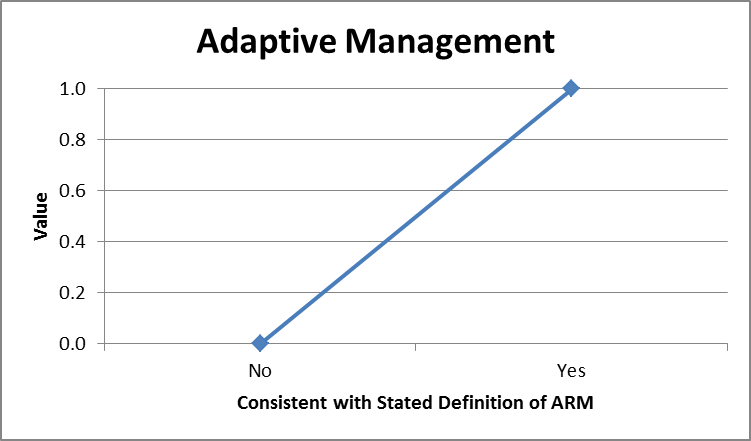 Adaptive Management
1.0
0.8
0.6
0.4
0.2
0.0
Value
No Yes
Consistent with Stated Definition of ARM